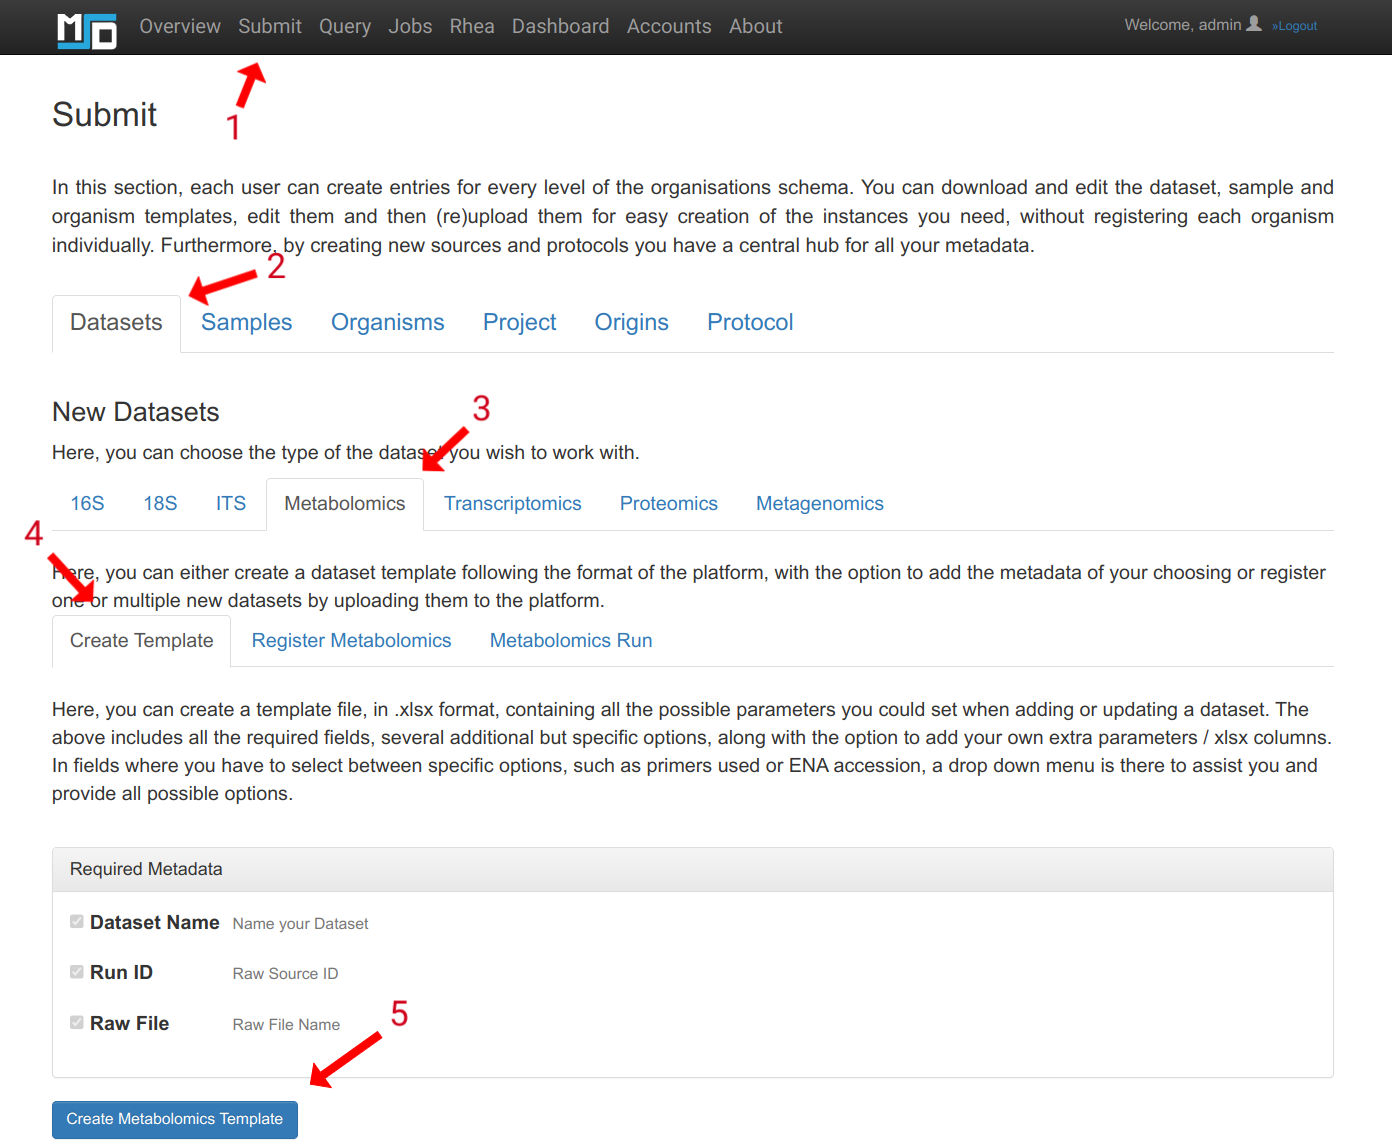 MSD Overview Submit Query Jobs Rhea Dashboard Accounts About Welcome, admin »Logout
1
Submit
In this section, each user can create entries for every level of the organisations schema. You can download and edit the dataset, sample and
organism templates, edit them and then (re)upload them for easy creation of the instances you need, without registering each organism
individually. Furthermore, by creating new sources and protocols you have a central hub for all your metadata.
2
Datasets Samples Organisms Project Origins Protocol
New Datasets
3
Here, you can choose the type of the dataset you wish to work with.
16S 18S ITS Metabolomics Transcriptomics Proteomics Metagenomics
4
Here, you can either create a dataset template following the format of the platform, with the option to add the metadata of your choosing or register
one or multiple new datasets by uploading them to the platform.
Create Template Register Metabolomics Metabolomics Run
Here, you can create a template file, in .xlsx format, containing all the possible parameters you could set when adding or updating a dataset. The
above includes all the required fields, several additional but specific options, along with the option to add your own extra parameters / xlsx columns.
In fields where you have to select between specific options, such as primers used or ENA accession, a drop down menu is there to assist you and
provide all possible options.
Required Metadata
Dataset Name Name your Dataset
Run ID Raw Source ID
Raw File Raw File Name
5
Create Metabolomics Template